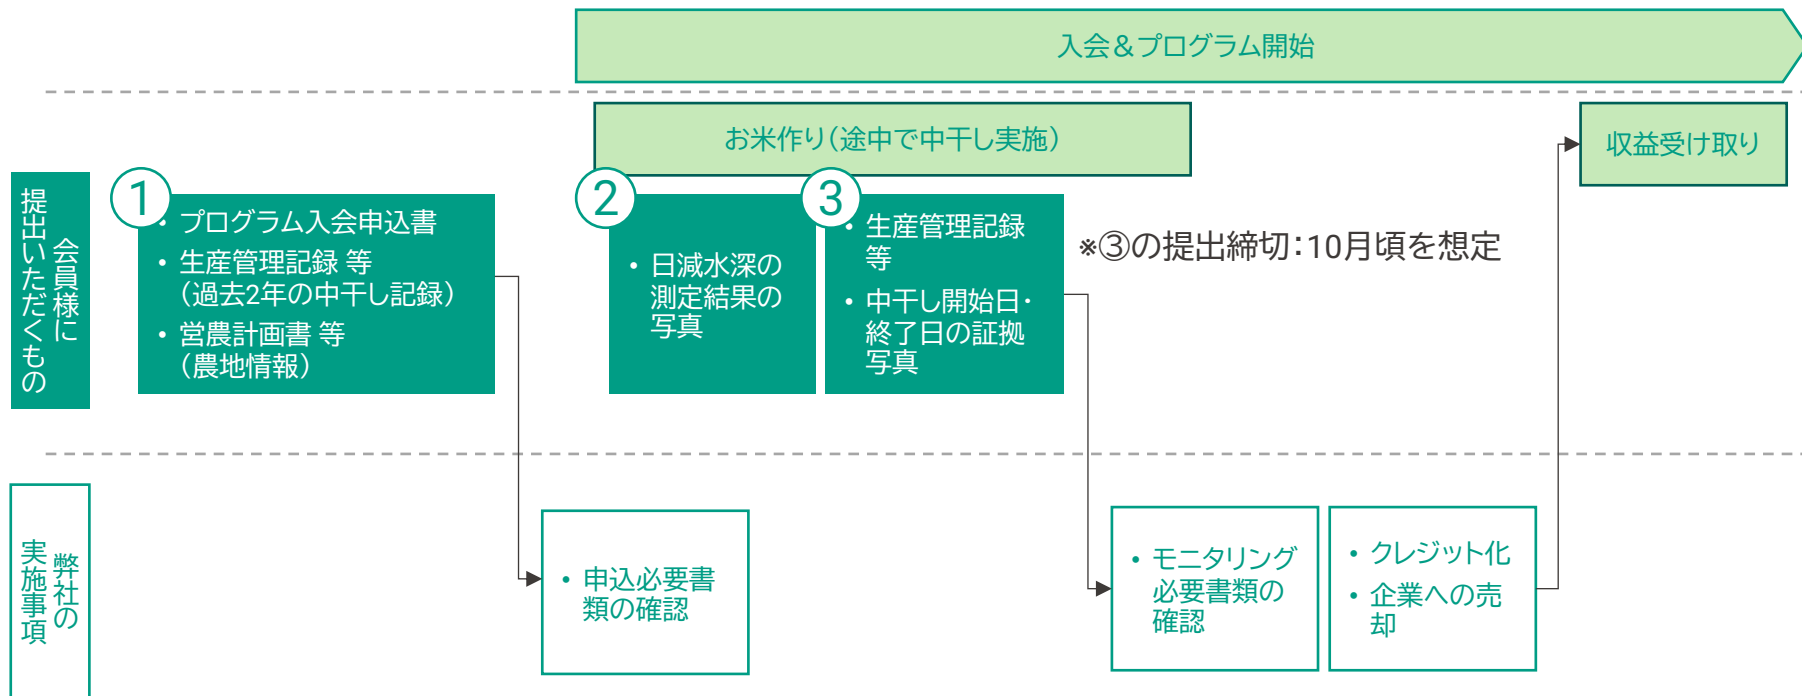 入会＆プログラム開始
お米作り（途中で中干し実施）
収益受け取り
会員様に
提出いただくもの
①
• プログラム入会申込書
• 生産管理記録 等
（過去2年の中干し記録）
• 営農計画書 等
（農地情報）
②
• 日減水深の
測定結果の
写真
③
• 生産管理記録
等
• 中干し開始日・
終了日の証拠
写真
※③の提出締切：10月頃を想定
弊社の
実施事項
• 申込必要書
類の確認
• モニタリング
必要書類の
確認
• クレジット化
• 企業への売
却